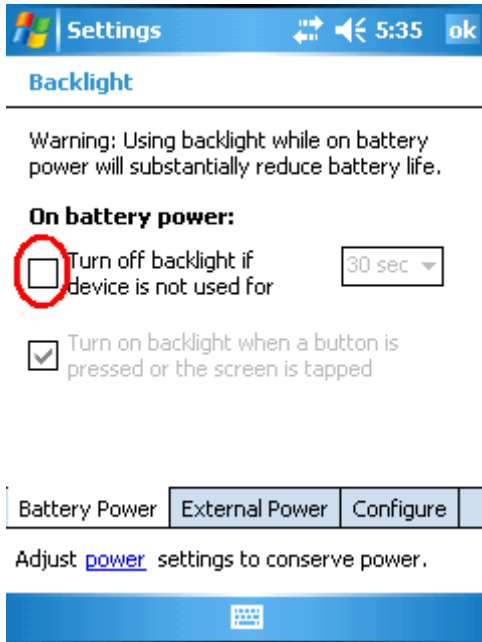 Settings 5:35 ok
Backlight
Warning: Using backlight while on battery
power will substantially reduce battery life.
On battery power:
Turn off backlight if 30 sec
device is not used for
Turn on backlight when a button is
pressed or the screen is tapped
Battery Power External Power Configure
Adjust power settings to conserve power.